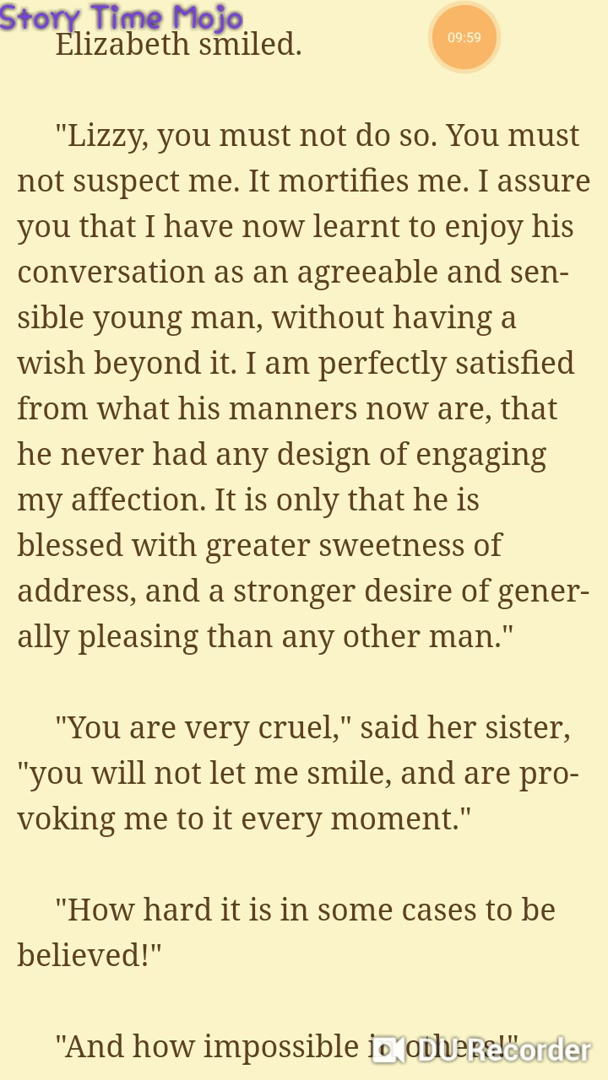 Story Time Mojo
09:59
Elizabeth smiled.
"Lizzy, you must not do so. You must
not suspect me. It mortifies me. I assure
you that I have now learnt to enjoy his
conversation as an agreeable and sen-
sible young man, without having a
wish beyond it. I am perfectly satisfied
from what his manners now are, that
he never had any design of engaging
my affection. It is only that he is
blessed with greater sweetness of
address, and a stronger desire of gener-
ally pleasing than any other man."
"You are very cruel," said her sister,
"you will not let me smile, and are pro-
voking me to it every moment."
"How hard it is in some cases to be
believed!"
"And how impossible in others!"
DU Recorder